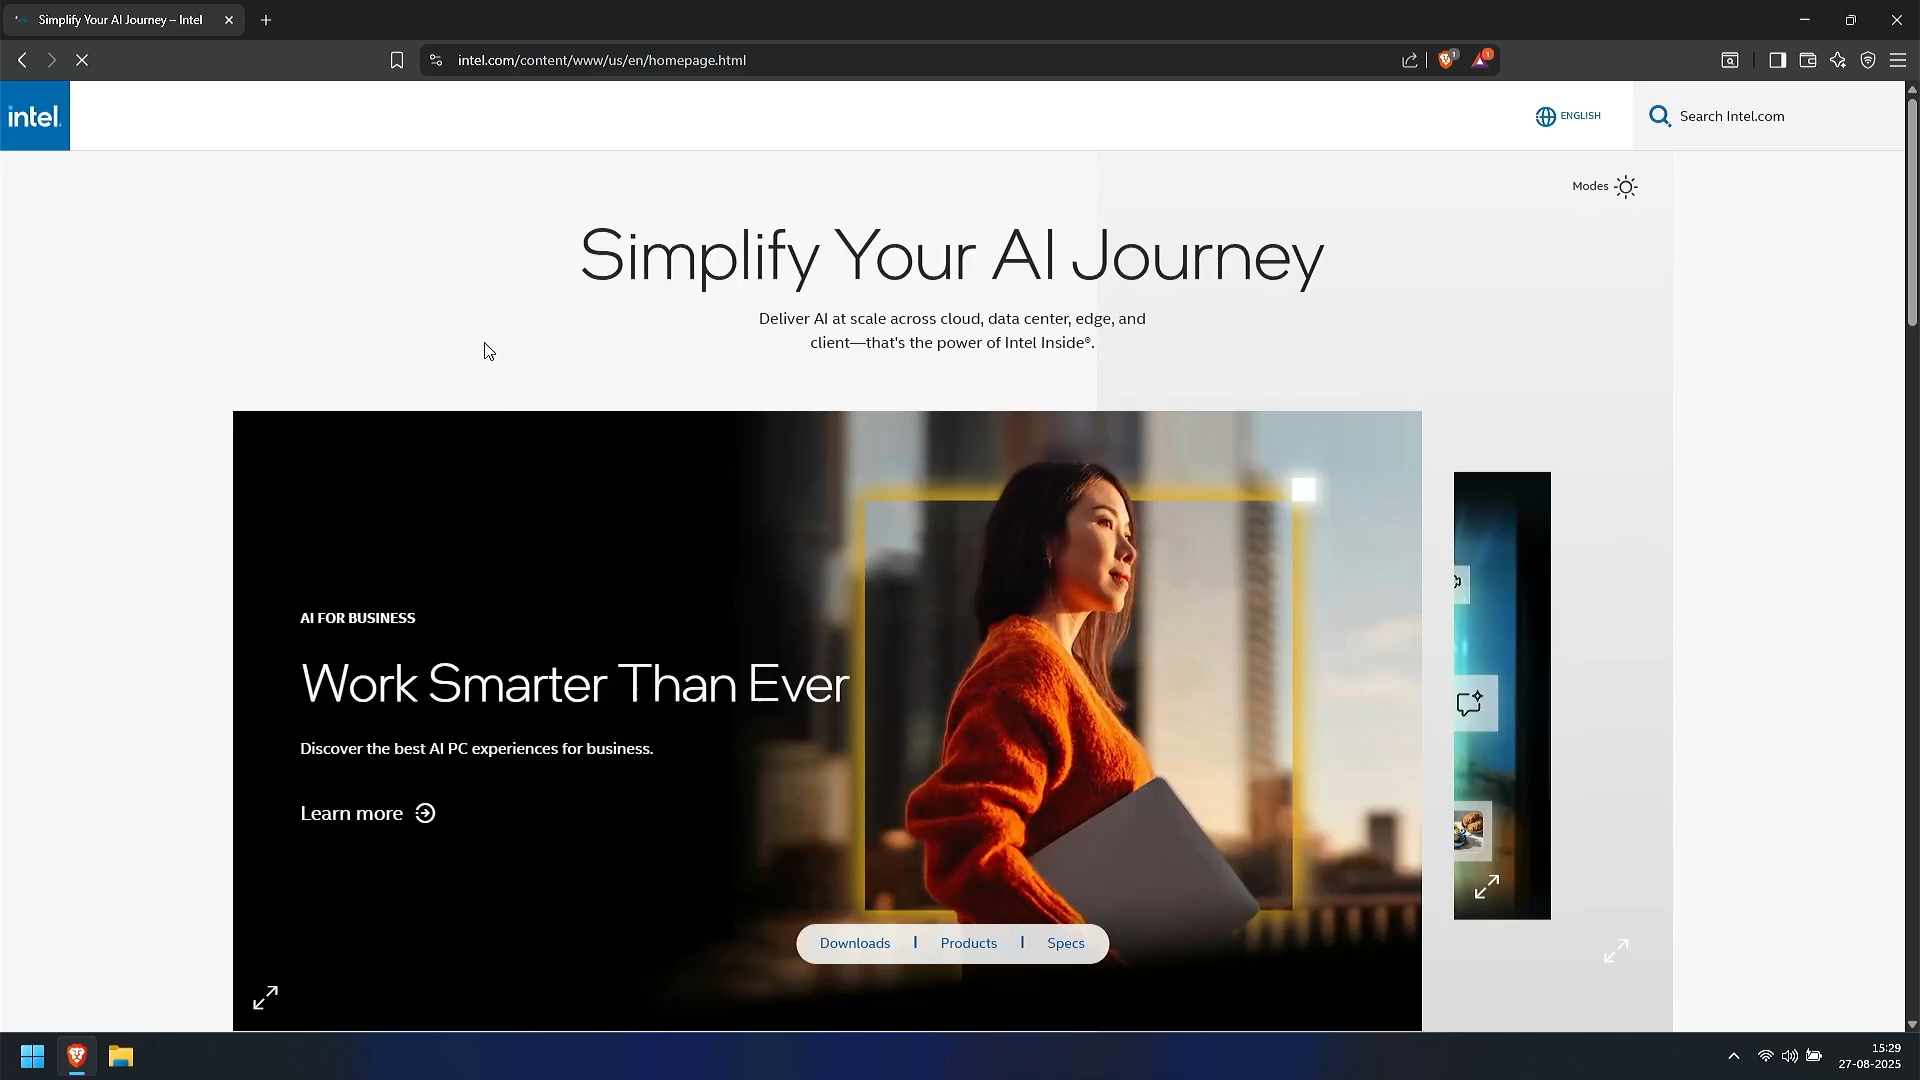 Simplify Your AI Journey – Intel
intel.com/content/www/us/en/homepage.html
1
1
intel.
ENGLISH
Search Intel.com
Modes
Simplify Your AI Journey
Deliver AI at scale across cloud, data center, edge, and
client—that's the power of Intel Inside®.
AI FOR BUSINESS
Work Smarter Than Ever
Discover the best AI PC experiences for business.
Learn more
Downloads | Products | Specs
15:29
27-08-2025